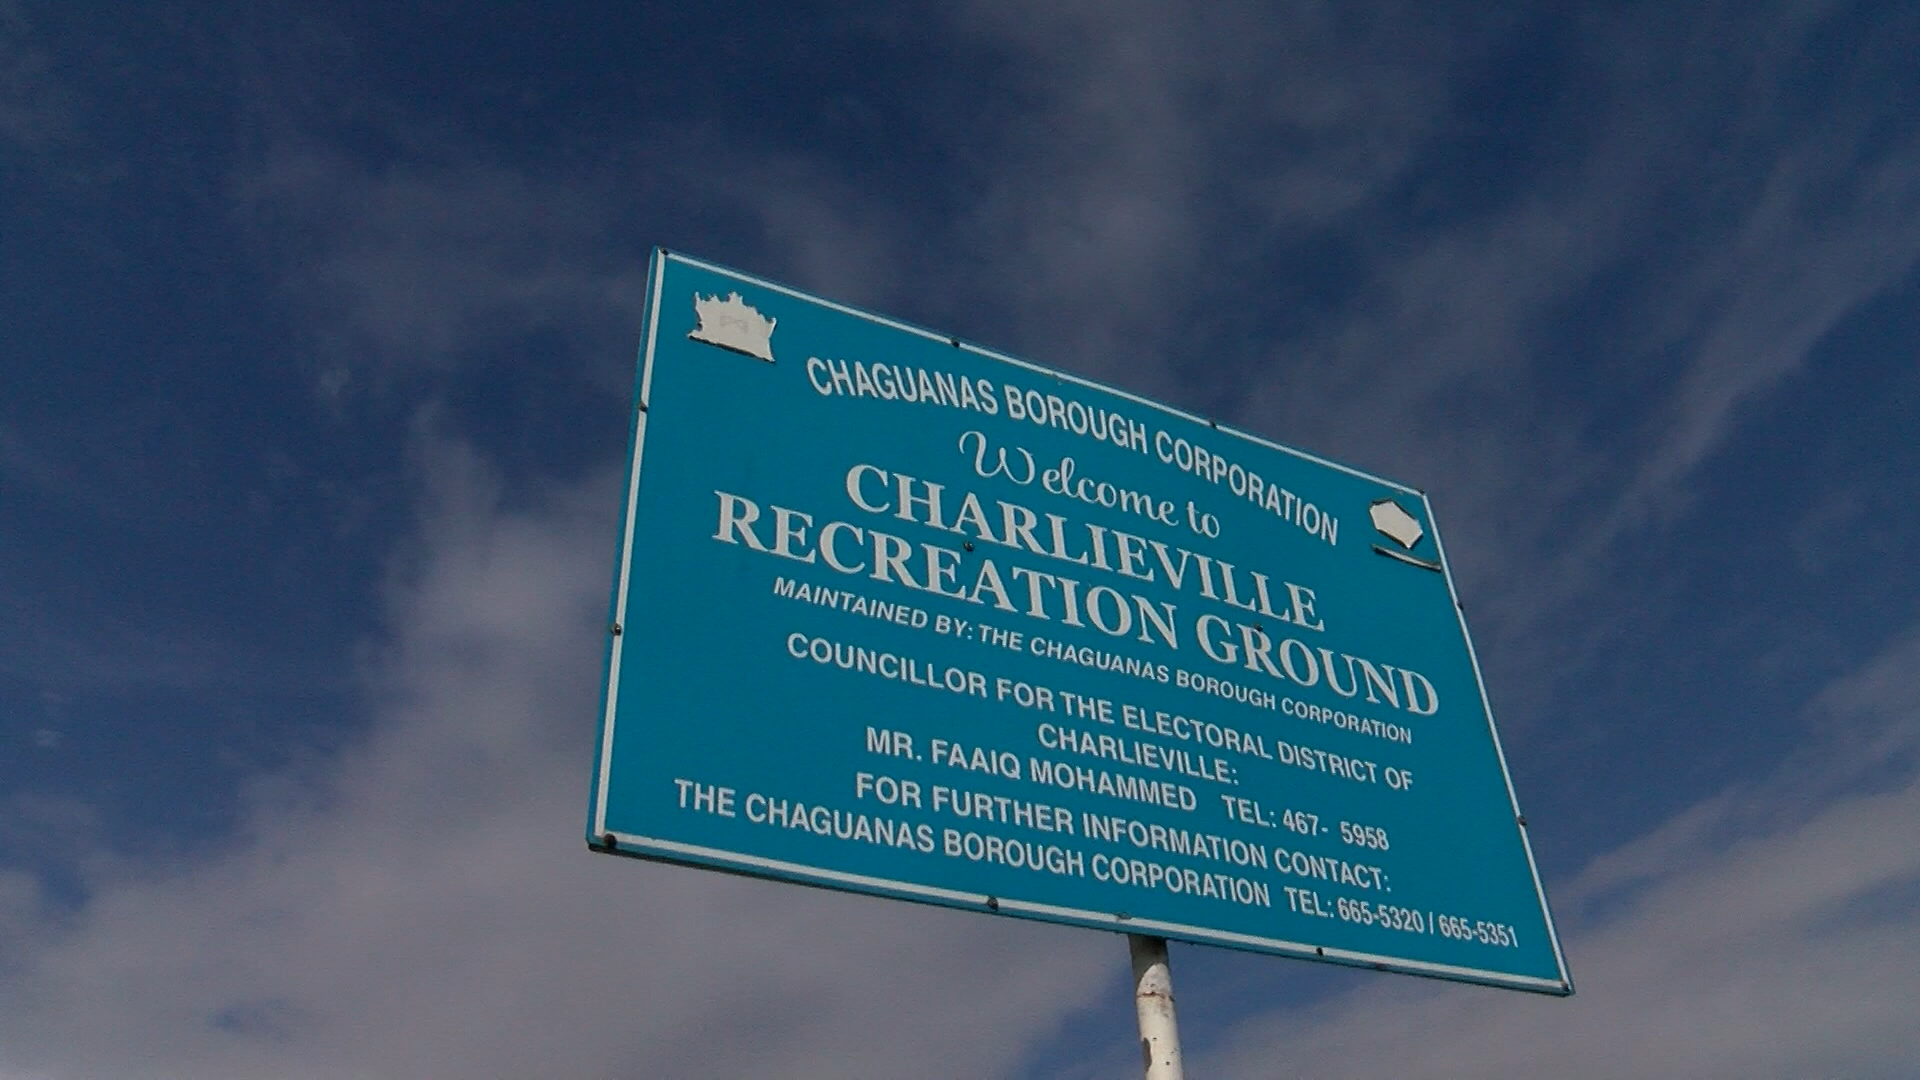 CHAGUANAS BOROUGH CORPORATION
Welcome to
CHARLIEVILLE
RECREATION GROUND
MAINTAINED BY: THE CHAGUANAS BOROUGH CORPORATION
COUNCILLOR FOR THE ELECTORAL DISTRICT OF
CHARLIEVILLE:
MR. FAAIQ MOHAMMED TEL: 467- 5958
FOR FURTHER INFORMATION CONTACT:
THE CHAGUANAS BOROUGH CORPORATION TEL: 665-5320 / 665-5351